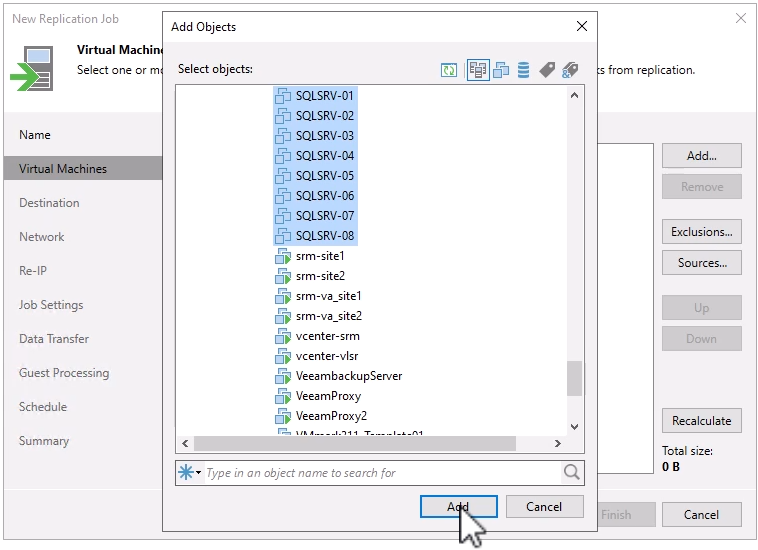 New Replication Job
Add Objects
Virtual Machine
Select one or mo
ks from replication.
Select objects:
Name
Virtual Machines
Destination
Network
Re-IP
Job Settings
Data Transfer
Guest Processing
Schedule
Summary
SQLSRV-01
SQLSRV-02
SQLSRV-03
SQLSRV-04
SQLSRV-05
SQLSRV-06
SQLSRV-07
SQLSRV-08
srm-site1
srm-site2
srm-va_site1
srm-va_site2
vcenter-srm
vcenter-vlsr
VeeambackupServer
VeeamProxy
VeeamProxy2
Type in an object name to search for
Add
Cancel
Add...
Remove
Exclusions...
Sources...
Up
Down
Recalculate
Total size:
0 B
Finish
Cancel